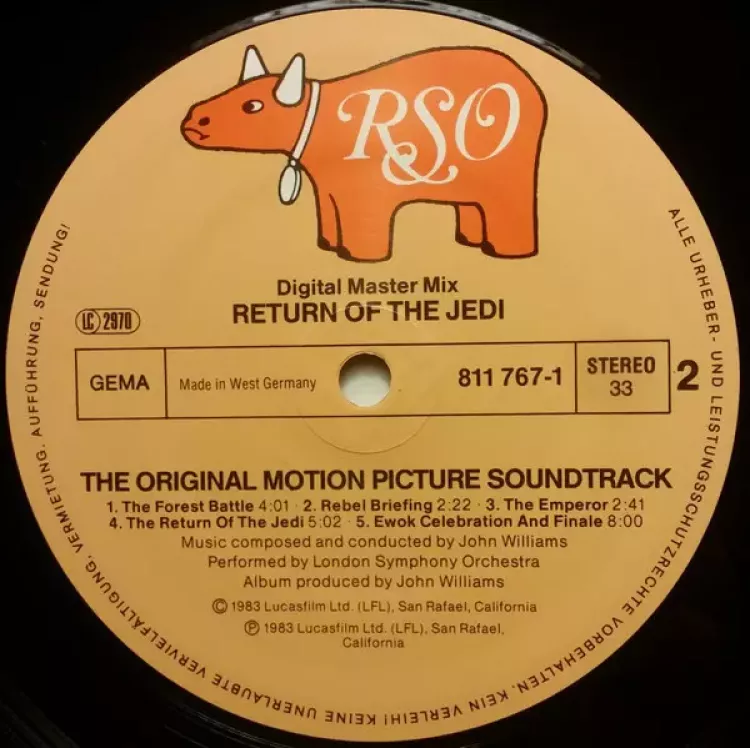 RSO
Digital Master Mix
RETURN OF THE JEDI
LC 2970
GEMA
Made in West Germany
811 767-1
STEREO
33
2
THE ORIGINAL MOTION PICTURE SOUNDTRACK
1. The Forest Battle 4:01 · 2. Rebel Briefing 2:22 · 3. The Emperor 2:41
4. The Return Of The Jedi 5:02 · 5. Ewok Celebration And Finale 8:00
Music composed and conducted by John Williams
Performed by London Symphony Orchestra
Album produced by John Williams
© 1983 Lucasfilm Ltd. (LFL), San Rafael, California
℗ 1983 Lucasfilm Ltd. (LFL), San Rafael,
California
ALLE URHEBER- UND LEISTUNGSSCHUTZRECHTE VORBEHALTEN. KEIN VERLEIH! KEINE UNERLAUBTE VERVIELFÄLTIGUNG, VERMIETUNG, AUFFÜHRUNG, SENDUNG!